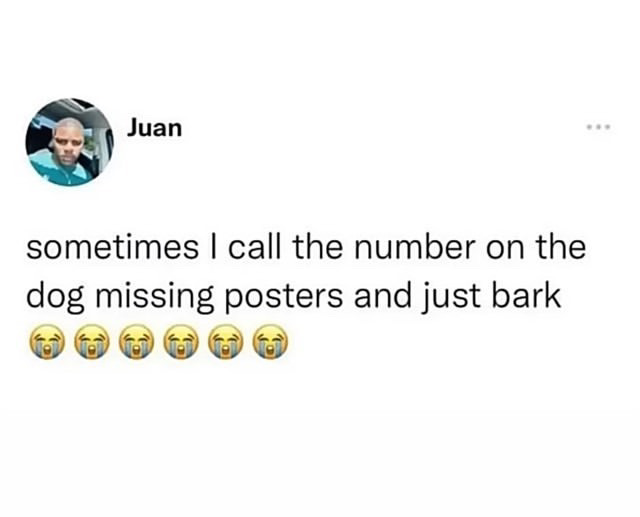 Juan
sometimes I call the number on the
dog missing posters and just bark
😭😭😭😭😭😭